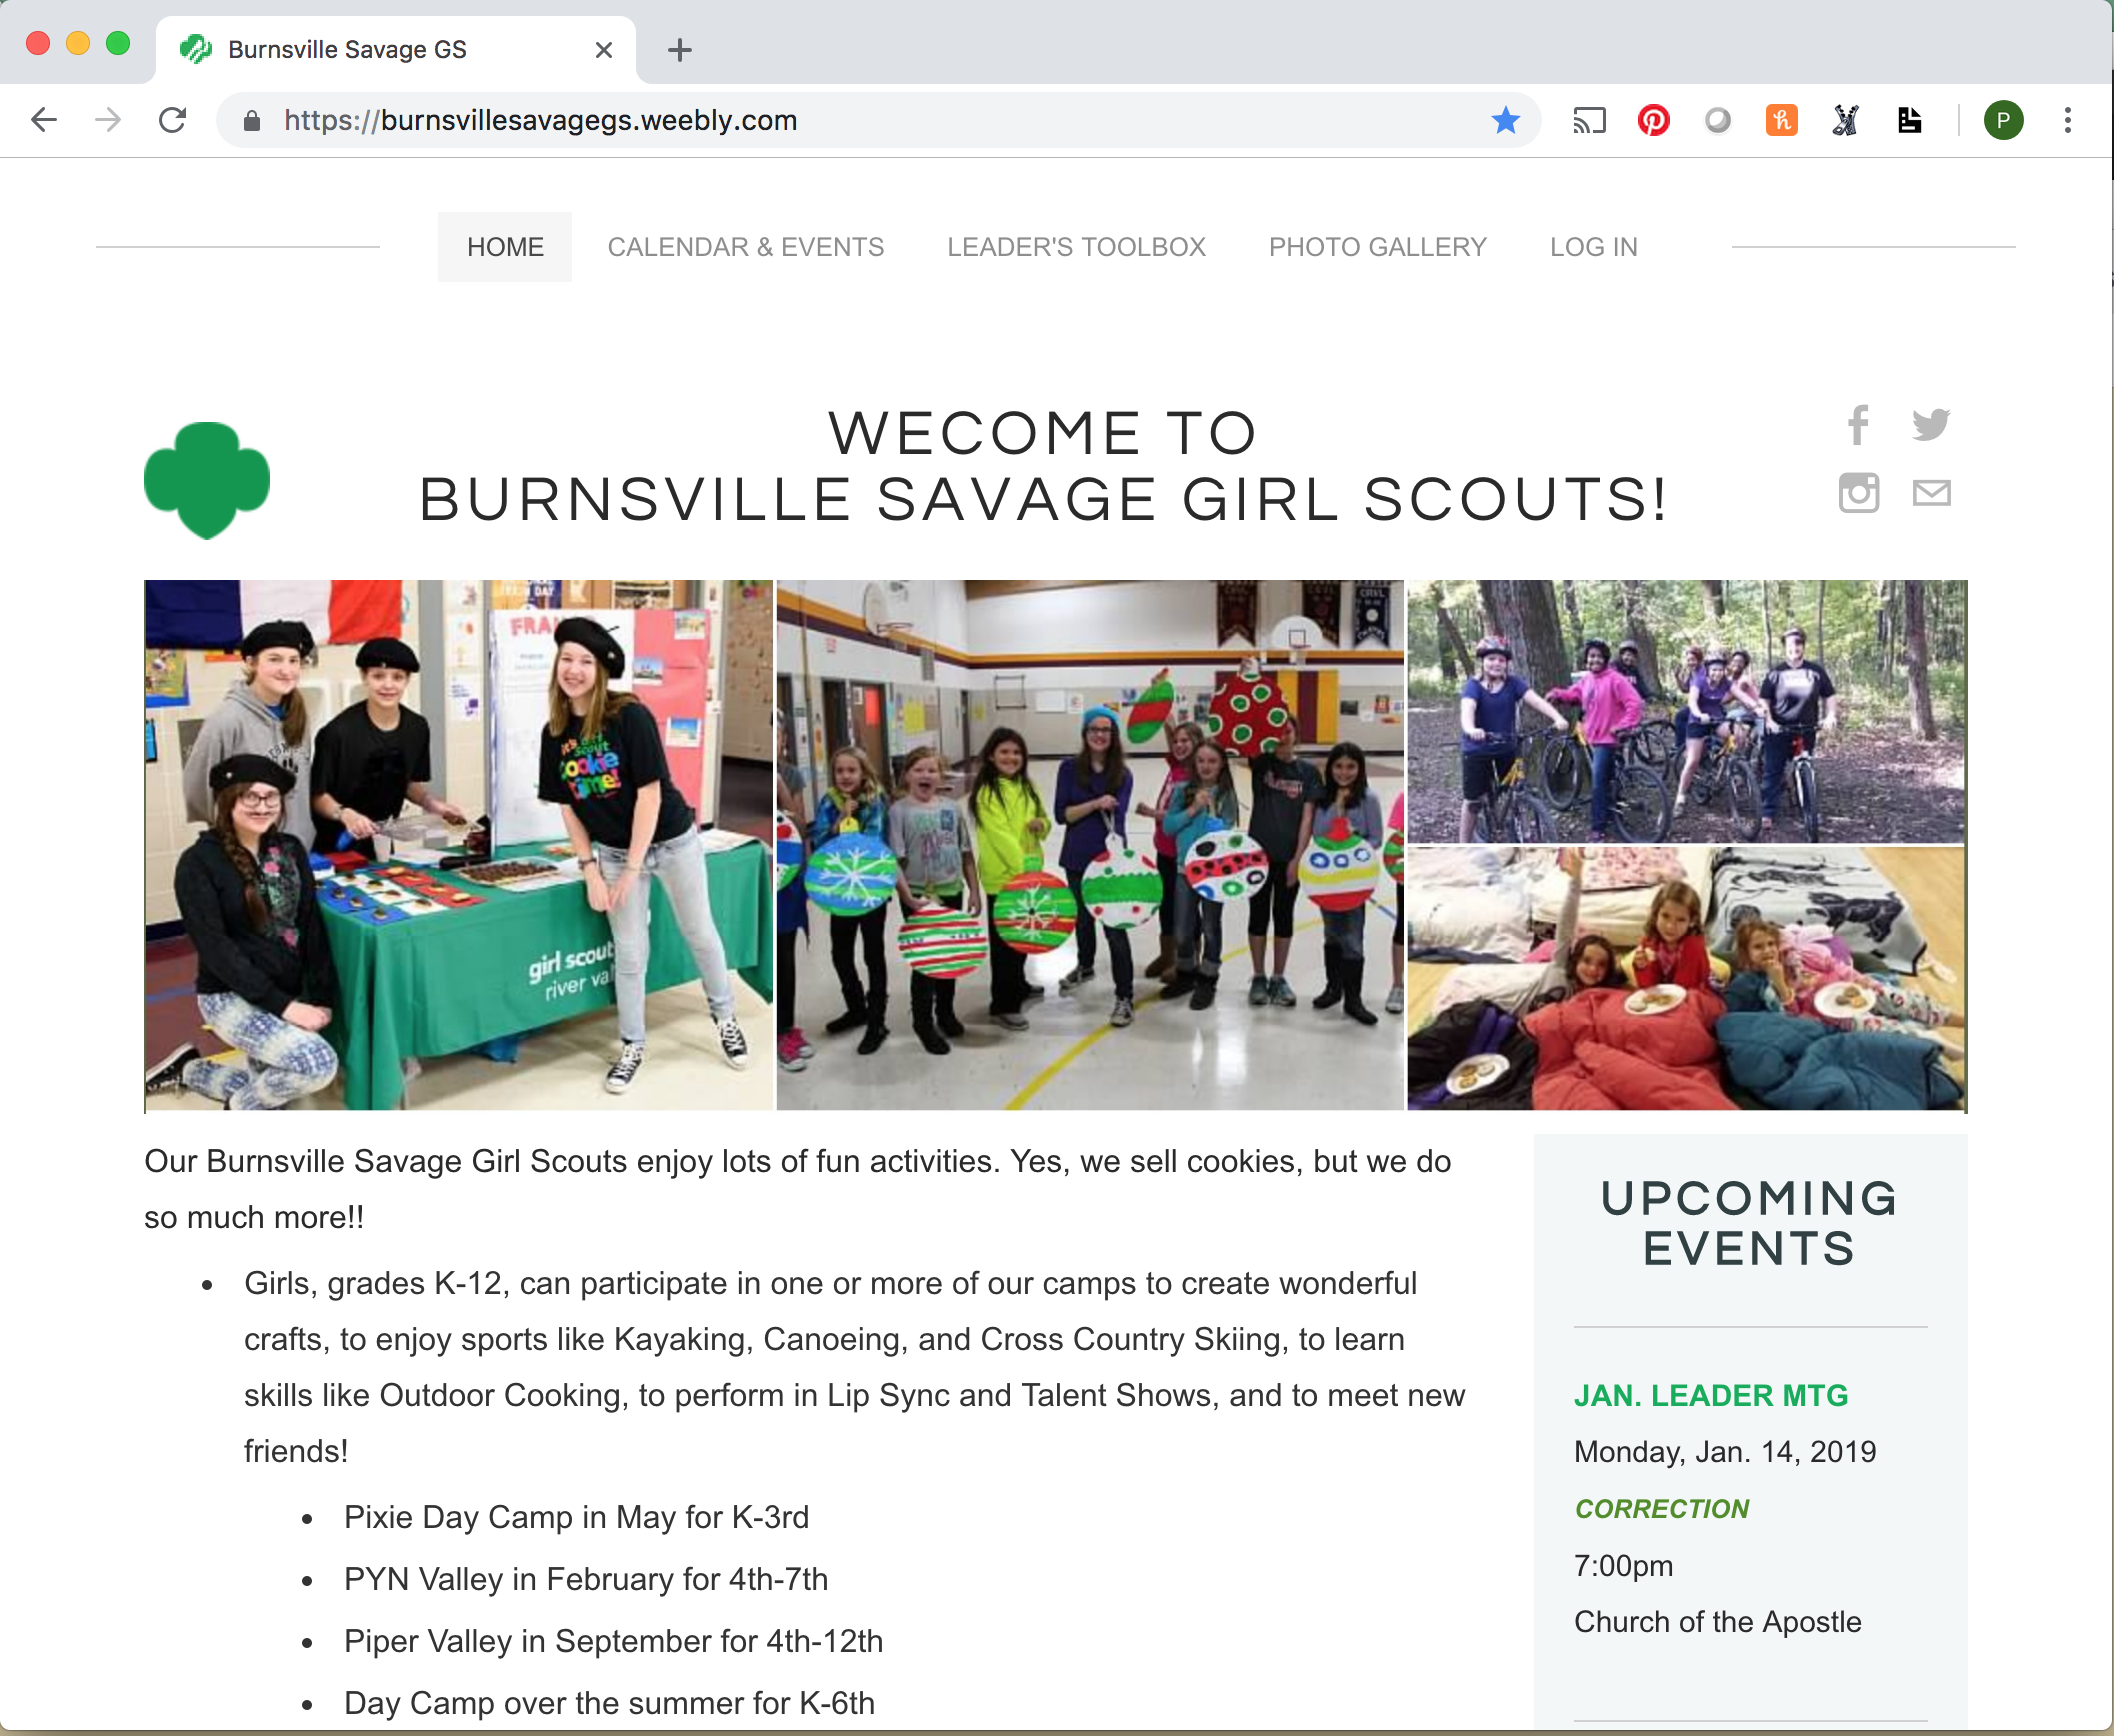 Burnsville Savage GS
https://burnsvillesavagegs.weebly.com
P
HOME
CALENDAR & EVENTS
LEADER'S TOOLBOX
PHOTO GALLERY
LOG IN
WECOME TO
BURNSVILLE SAVAGE GIRL SCOUTS!
FRAN
it's girl
scout
cookie
time!
girl scout
river val
Our Burnsville Savage Girl Scouts enjoy lots of fun activities. Yes, we sell cookies, but we do
so much more!!
• Girls, grades K-12, can participate in one or more of our camps to create wonderful
crafts, to enjoy sports like Kayaking, Canoeing, and Cross Country Skiing, to learn
skills like Outdoor Cooking, to perform in Lip Sync and Talent Shows, and to meet new
friends!
• Pixie Day Camp in May for K-3rd
• PYN Valley in February for 4th-7th
• Piper Valley in September for 4th-12th
• Day Camp over the summer for K-6th
UPCOMING
EVENTS
JAN. LEADER MTG
Monday, Jan. 14, 2019
CORRECTION
7:00pm
Church of the Apostle